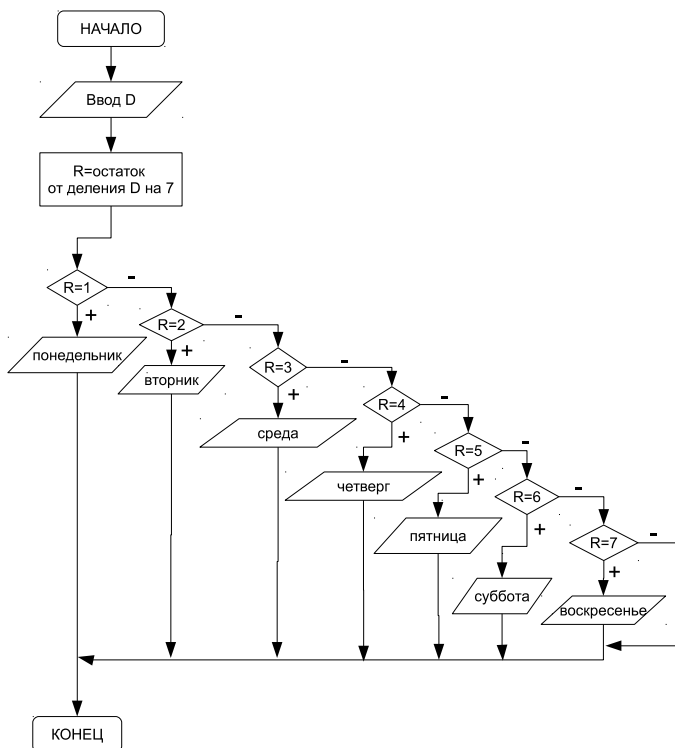 НАЧАЛО
Ввод D
R=остаток
от деления D на 7
R=1
-
+
понедельник
R=2
-
+
вторник
R=3
-
+
среда
R=4
-
+
четверг
R=5
-
+
пятница
R=6
-
+
суббота
R=7
-
+
воскресенье
КОНЕЦ